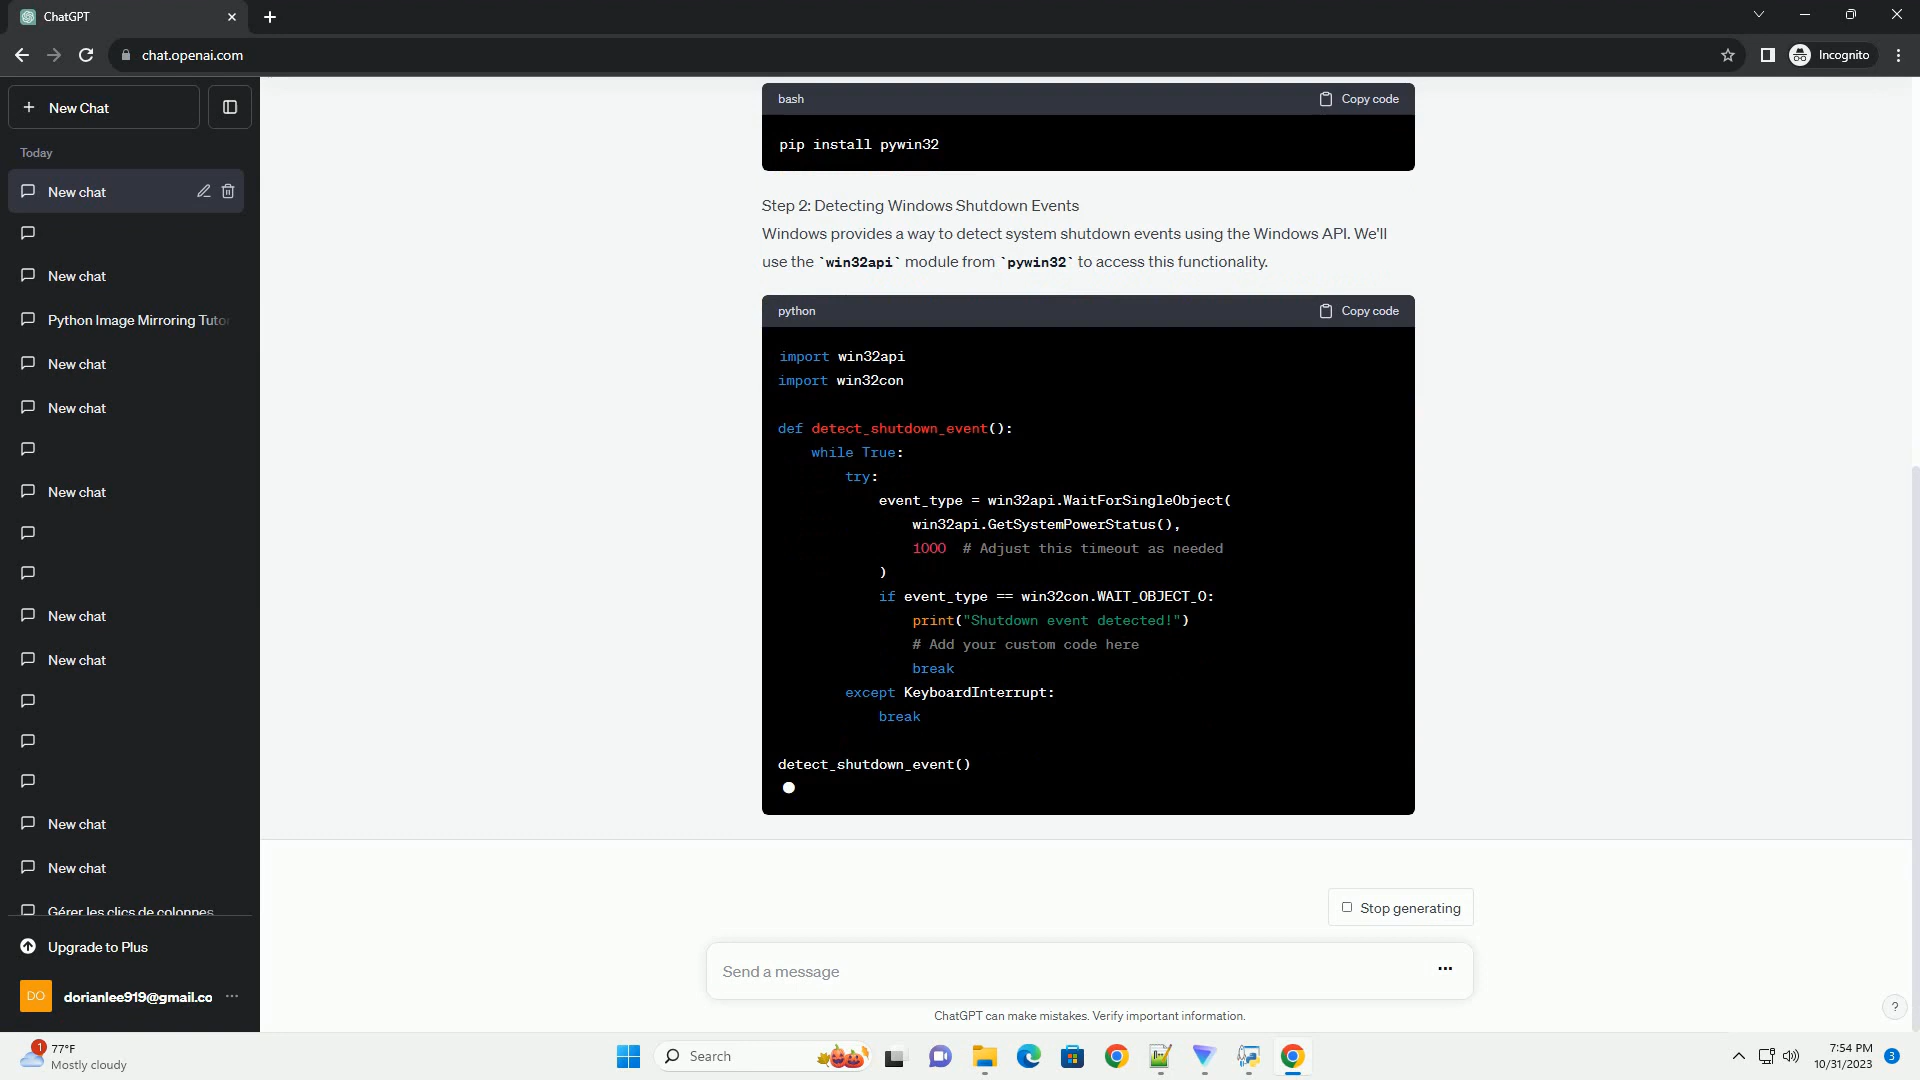 ChatGPT
chat.openai.com
Incognito
New Chat
Today
New chat
New chat
Python Image Mirroring Tutor
New chat
New chat
New chat
New chat
New chat
New chat
New chat
Gérer les clics de colonnes
Upgrade to Plus
DO
dorianlee919@gmail.co
bash
Copy code
pip install pywin32
Step 2: Detecting Windows Shutdown Events
Windows provides a way to detect system shutdown events using the Windows API. We'll
use the `win32api` module from `pywin32` to access this functionality.
python
Copy code
import win32api
import win32con
def detect_shutdown_event():
while True:
try:
event_type = win32api.WaitForSingleObject(
win32api.GetSystemPowerStatus(),
1000 # Adjust this timeout as needed
)
if event_type == win32con.WAIT_OBJECT_0:
print("Shutdown event detected!")
# Add your custom code here
break
except KeyboardInterrupt:
break
detect_shutdown_event()
Stop generating
Send a message
ChatGPT can make mistakes. Verify important information.
?
1
77°F
Mostly cloudy
Search
7:54 PM
10/31/2023
3